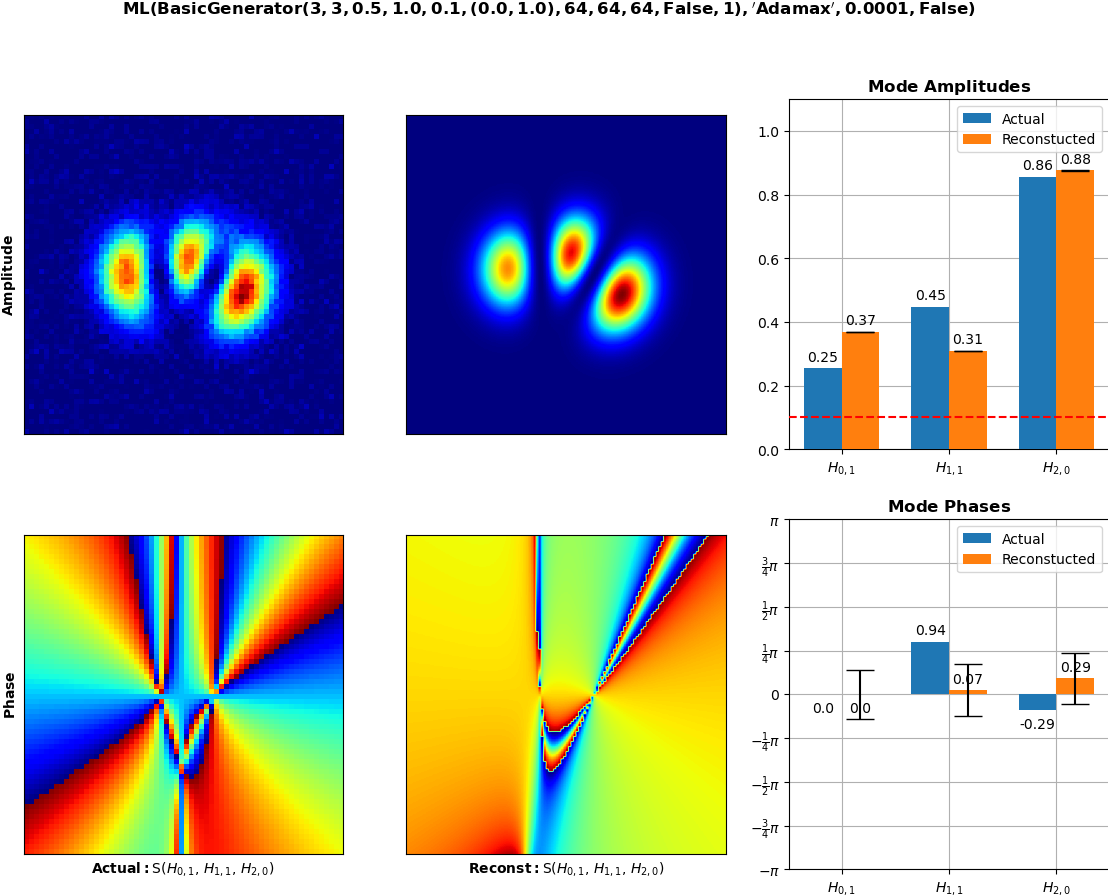 ML(BasicGenerator(3, 3, 0.5, 1.0, 0.1, (0.0, 1.0), 64, 64, 64, False, 1), 'Adamax', 0.0001, False)
Amplitude
Mode Amplitudes
Actual
Reconstucted
1.0
0.8
0.6
0.4
0.2
0.0
0.25
0.37
0.45
0.31
0.86
0.88
H0,1
H1,1
H2,0
Phase
Actual: S(H0,1, H1,1, H2,0)
Reconst: S(H0,1, H1,1, H2,0)
Mode Phases
Actual
Reconstucted
π
3/4π
1/2π
1/4π
0
−1/4π
−1/2π
−3/4π
−π
0.0
0.0
0.94
0.07
-0.29
0.29
H0,1
H1,1
H2,0